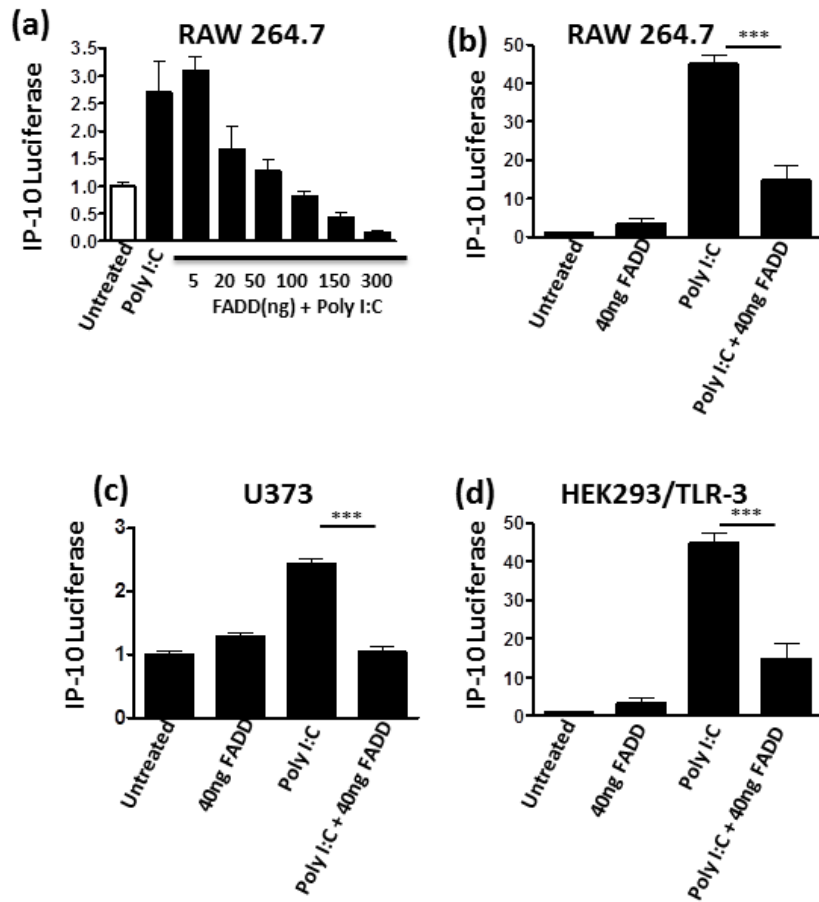 (a)
RAW 264.7
IP-10 Luciferase
3.5
3.0
2.5
2.0
1.5
1.0
0.5
0.0
Untreated
Poly I:C
5 20 50 100 150 300
FADD(ng) + Poly I:C
(b)
RAW 264.7
IP-10 Luciferase
50
40
30
20
10
0
***
Untreated
40ng FADD
Poly I:C
Poly I:C + 40ng FADD
(c)
U373
IP-10 Luciferase
3
2
1
0
***
Untreated
40ng FADD
Poly I:C
Poly I:C + 40ng FADD
(d)
HEK293/TLR-3
IP-10 Luciferase
50
40
30
20
10
0
***
Untreated
40ng FADD
Poly I:C
Poly I:C + 40ng FADD